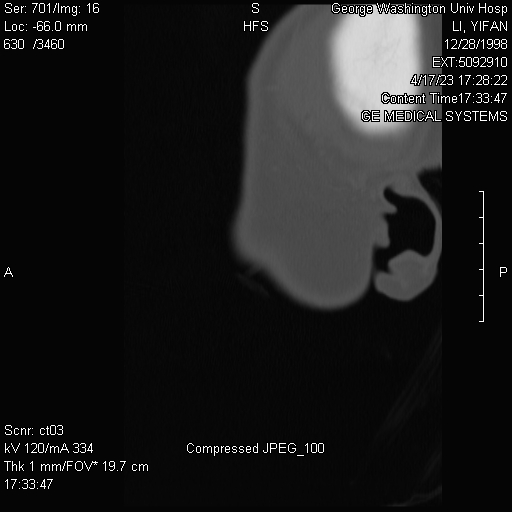 Ser: 701/Img: 16
Loc: -66.0 mm
630 /3460
S
HFS
George Washington Univ Hosp
LI, YIFAN
12/28/1998
EXT:5092910
4/17/23 17:28:22
Content Time17:33:47
GE MEDICAL SYSTEMS
A
P
Scnr: ct03
kV 120/mA 334
Thk 1 mm/FOV* 19.7 cm
17:33:47
Compressed JPEG_100